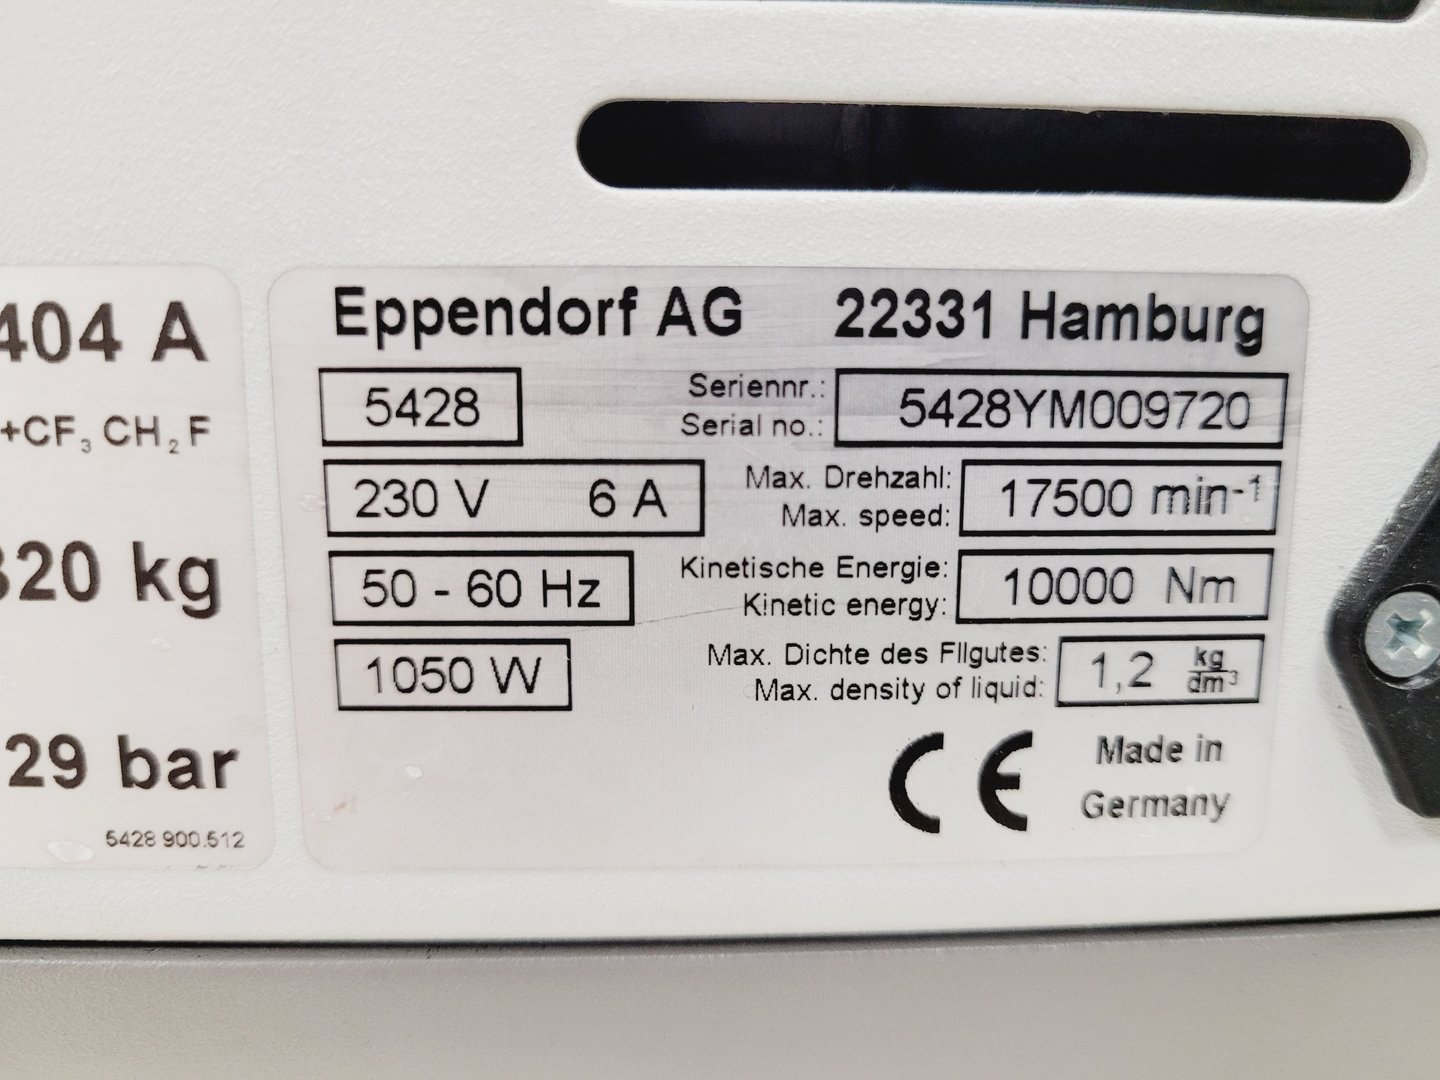 404 A
+CF₃ CH₂ F
320 kg
29 bar
5428 900.512
Eppendorf AG 22331 Hamburg
5428 Seriennr.: Serial no.: 5428YM009720
230 V 6 A Max. Drehzahl: Max. speed: 17500 min⁻¹
50 - 60 Hz Kinetische Energie: Kinetic energy: 10000 Nm
1050 W Max. Dichte des Fllgutes: Max. density of liquid: 1,2 kg/dm³
CE Made in
Germany